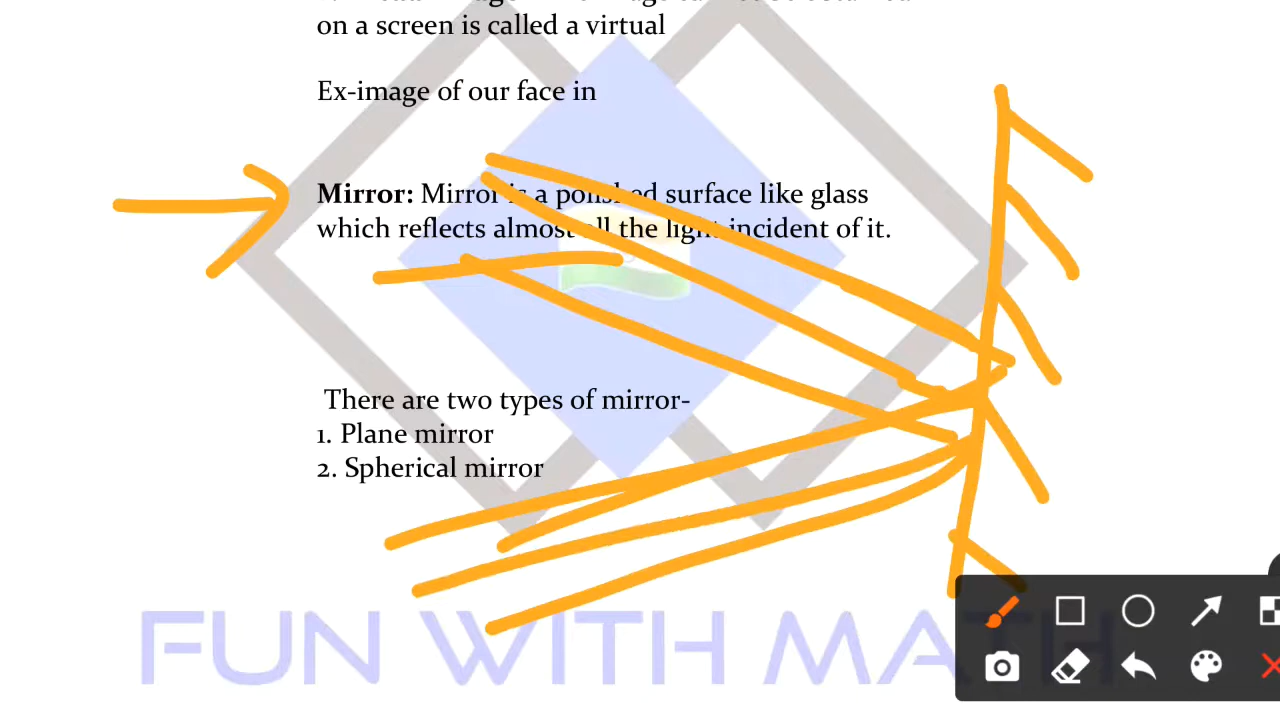 on a screen is called a virtual
Ex-image of our face in
Mirror: Mirror is a polished surface like glass
which reflects almost all the light incident of it.
There are two types of mirror-
1. Plane mirror
2. Spherical mirror
FUN WITH MATH